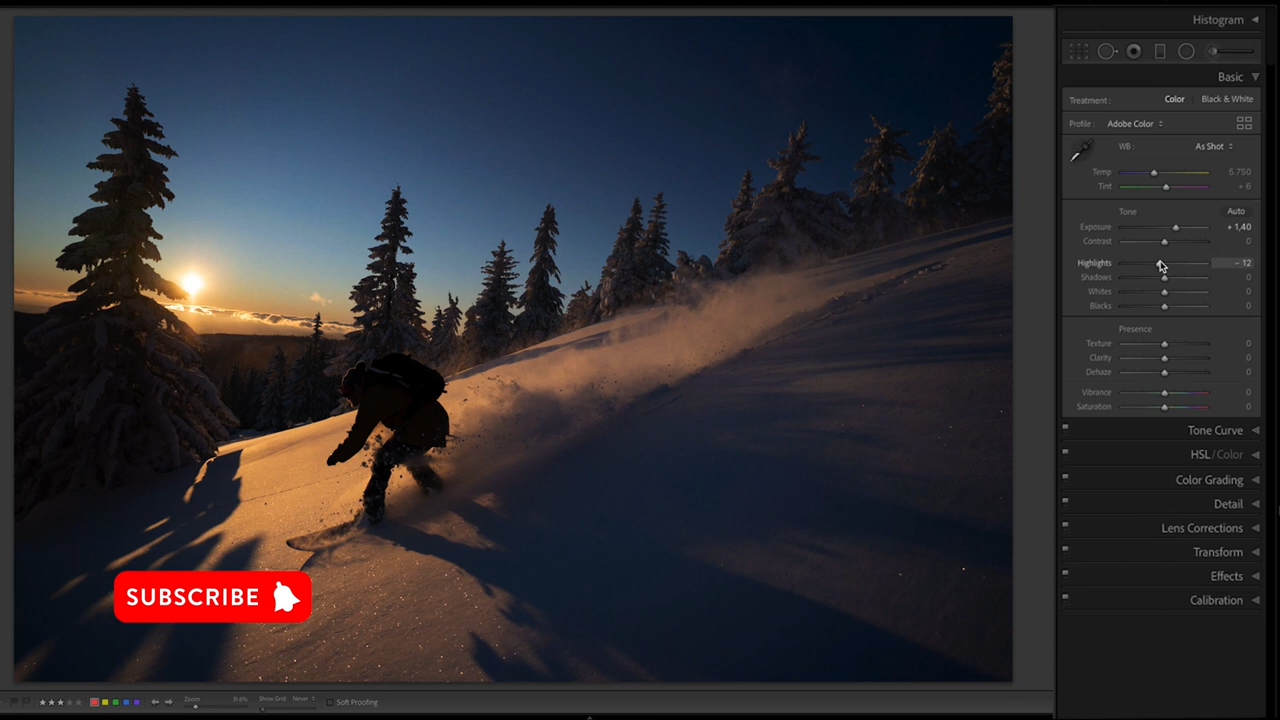 Histogram
Basic
Treatment : Color Black & White
Profile : Adobe Color
WB : As Shot
Temp 5.750
Tint + 6
Tone Auto
Exposure + 1,40
Contrast 0
Highlights - 12
Shadows 0
Whites 0
Blacks 0
Presence
Texture 0
Clarity 0
Dehaze 0
Vibrance 0
Saturation 0
Tone Curve
HSL / Color
Color Grading
Detail
Lens Corrections
Transform
Effects
Calibration
SUBSCRIBE
Zoom 31.6% Show Grid Never Soft Proofing